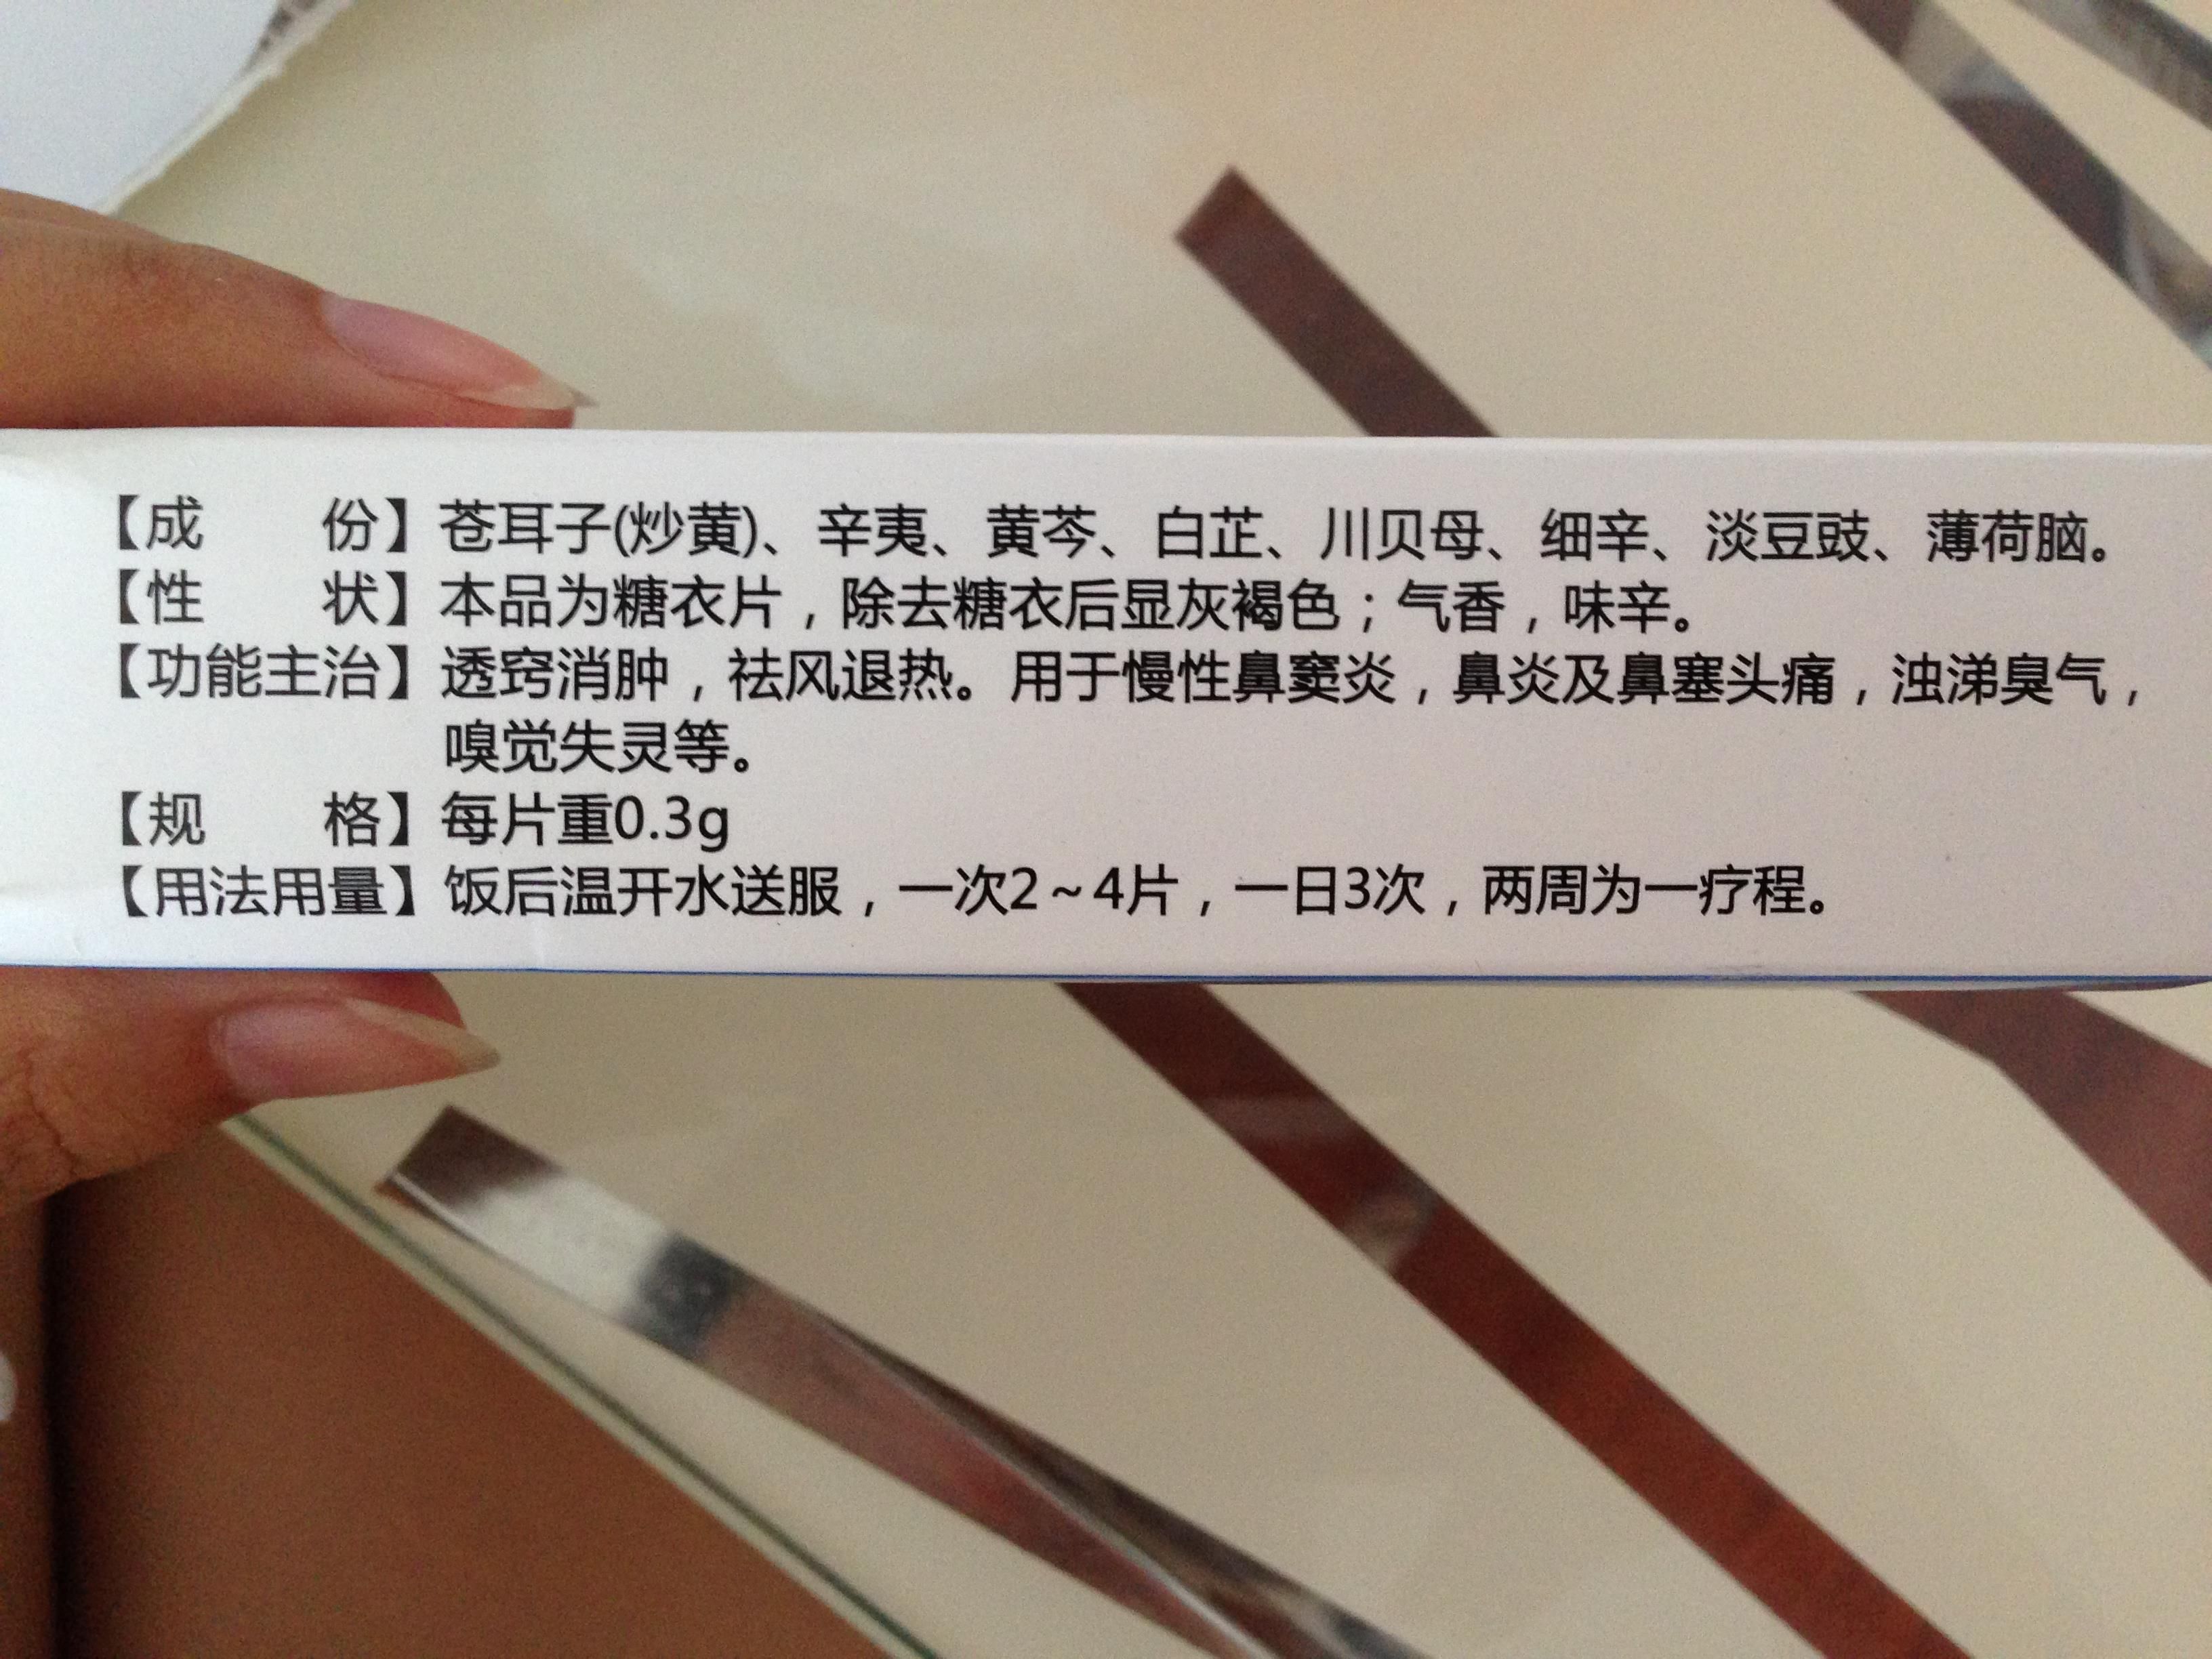 【成　　份】苍耳子(炒黄)、辛夷、黄芩、白芷、川贝母、细辛、淡豆豉、薄荷脑。
【性　　状】本品为糖衣片，除去糖衣后显灰褐色；气香，味辛。
【功能主治】透窍消肿，祛风退热。用于慢性鼻窦炎，鼻炎及鼻塞头痛，浊涕臭气，
嗅觉失灵等。
【规　　格】每片重0.3g
【用法用量】饭后温开水送服，一次2～4片，一日3次，两周为一疗程。